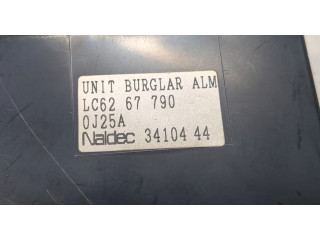 UNIT BURGLAR ALM
LC62 67 790
0J25A
Naldec 34104 44